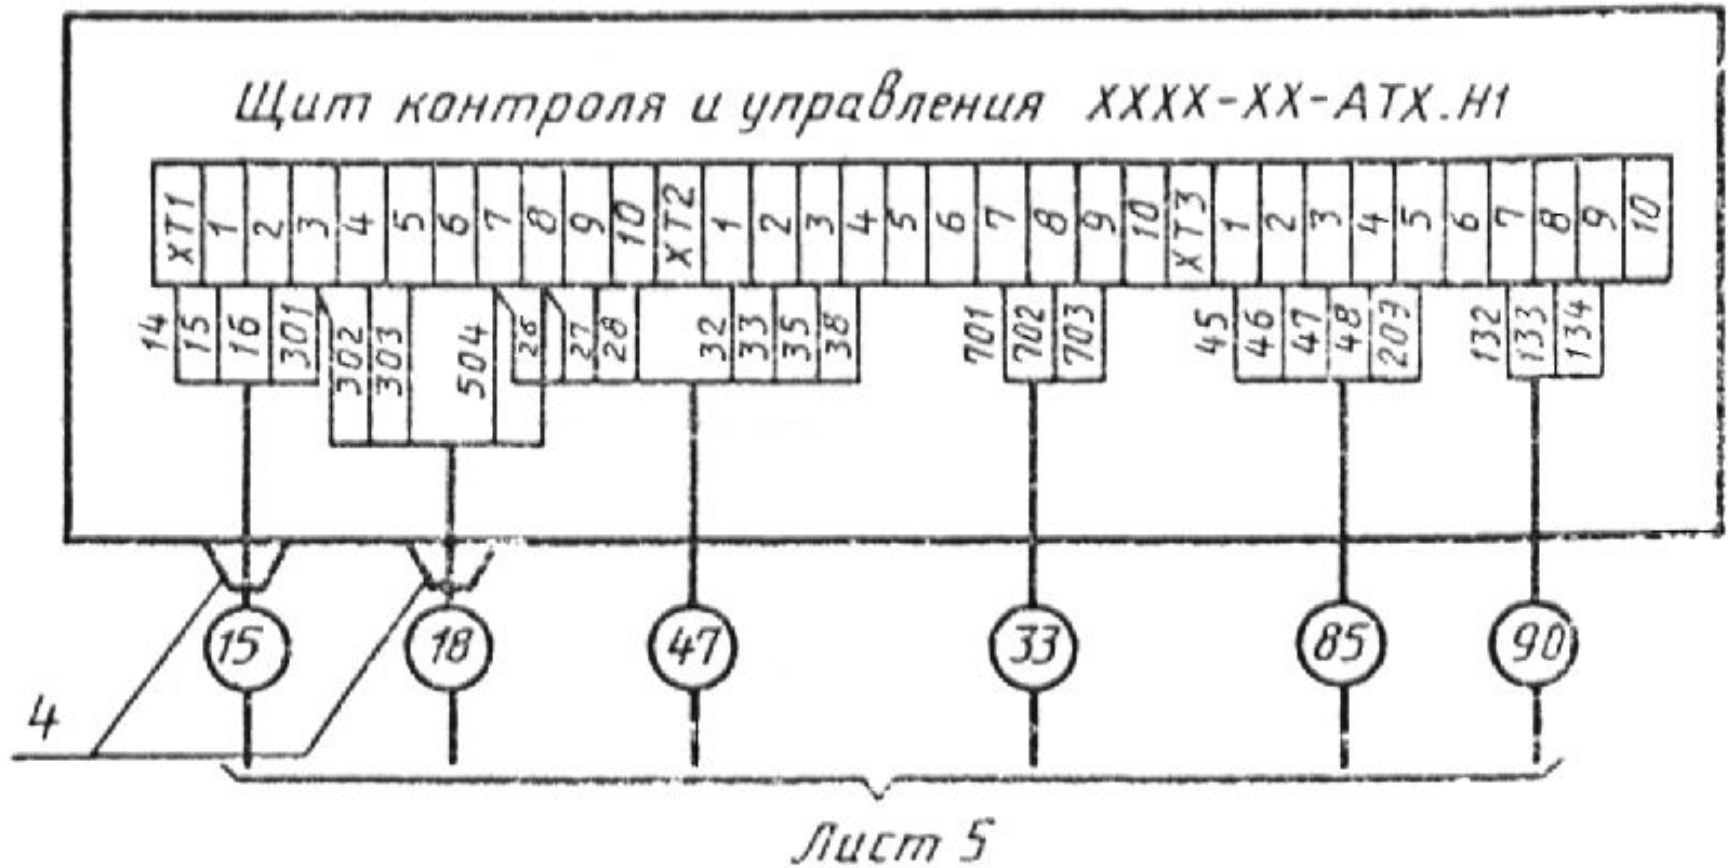 Щит контроля и управления XXXX-XX-ATX.H1
XT1 1 2 3 4 5 6 7 8 9 10 XT2 1 2 3 4 5 6 7 8 9 10 XT3 1 2 3 4 5 6 7 8 9 10
14 15 16 301 302 303 504 26 27 28 32 33 35 38 701 702 703 45 46 47 48 209 132 133 134
15 18 47 33 85 90
4
Лист 5